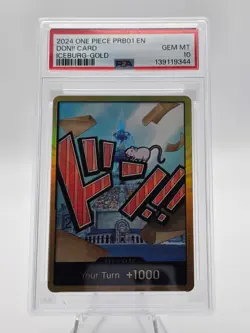 2024 ONE PIECE PRB01 EN
DON!! CARD
GEM MT
ICEBURG-GOLD
10
PSA
139119344
ドン!!
Your Turn +1000